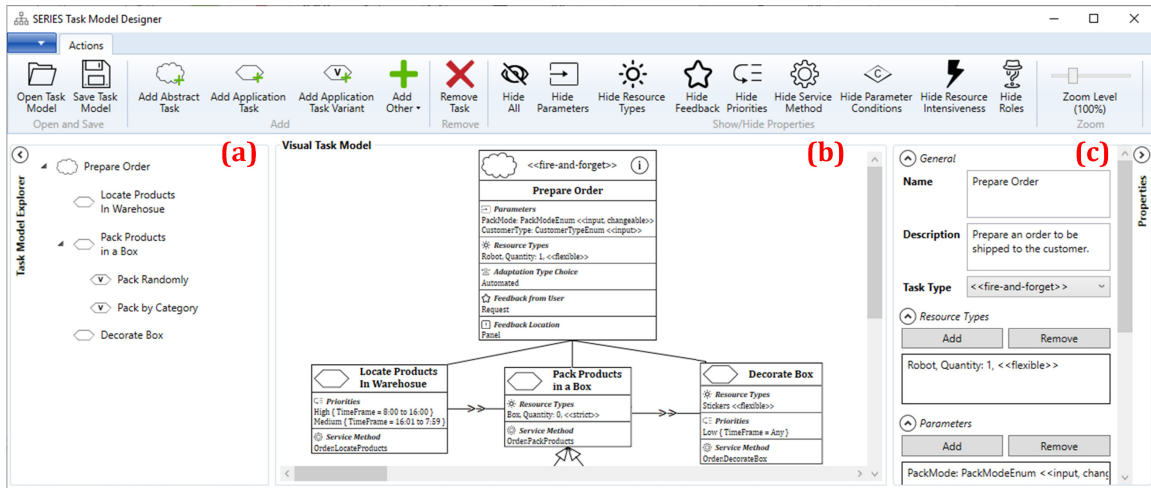 SERIES Task Model Designer
Actions
Open Task Model
Save Task Model
Open and Save
Add Abstract Task
Add Application Task
Add Application Task Variant
Add Other
Add
Remove Task
Remove
Hide All
Hide Parameters
Hide Resource Types
Hide Feedback
Hide Priorities
Hide Service Method
Hide Parameter Conditions
Hide Resource Intensiveness
Hide Roles
Show/Hide Properties
Zoom Level (100%)
Zoom
(a)
Task Model Explorer
Prepare Order
Locate Products
In Warehosue
Pack Products
in a Box
V Pack Randomly
V Pack by Category
Decorate Box
Visual Task Model
(b)
<<fire-and-forget>>
i
Prepare Order
Parameters
PackMode: PackModeEnum <<input, changeable>>
CustomerType: CustomerTypeEnum <<input>>
Resource Types
Robot, Quantity: 1, <<flexible>>
Adaptation Type Choice
Automated
Feedback from User
Request
Feedback Location
Panel
Locate Products
In Warehosue
Priorities
High { TimeFrame = 8:00 to 16:00 }
Medium { TimeFrame = 16:01 to 7:59 }
Service Method
Order.LocateProducts
Pack Products
in a Box
Resource Types
Box, Quantity: 0, <<strict>>
Service Method
Order.PackProducts
Decorate Box
Resource Types
Stickers <<flexible>>
Priorities
Low { TimeFrame = Any }
Service Method
Order.DecorateBox
(c)
Properties
General
Name
Prepare Order
Description
Prepare an order to be
shipped to the customer.
Task Type
<<fire-and-forget>>
Resource Types
Add
Remove
Robot, Quantity: 1, <<flexible>>
Parameters
Add
Remove
PackMode: PackModeEnum <<input, chang